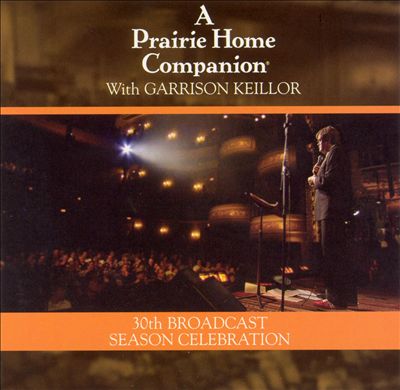 A
Prairie Home
Companion®
With GARRISON KEILLOR
30th BROADCAST
SEASON CELEBRATION